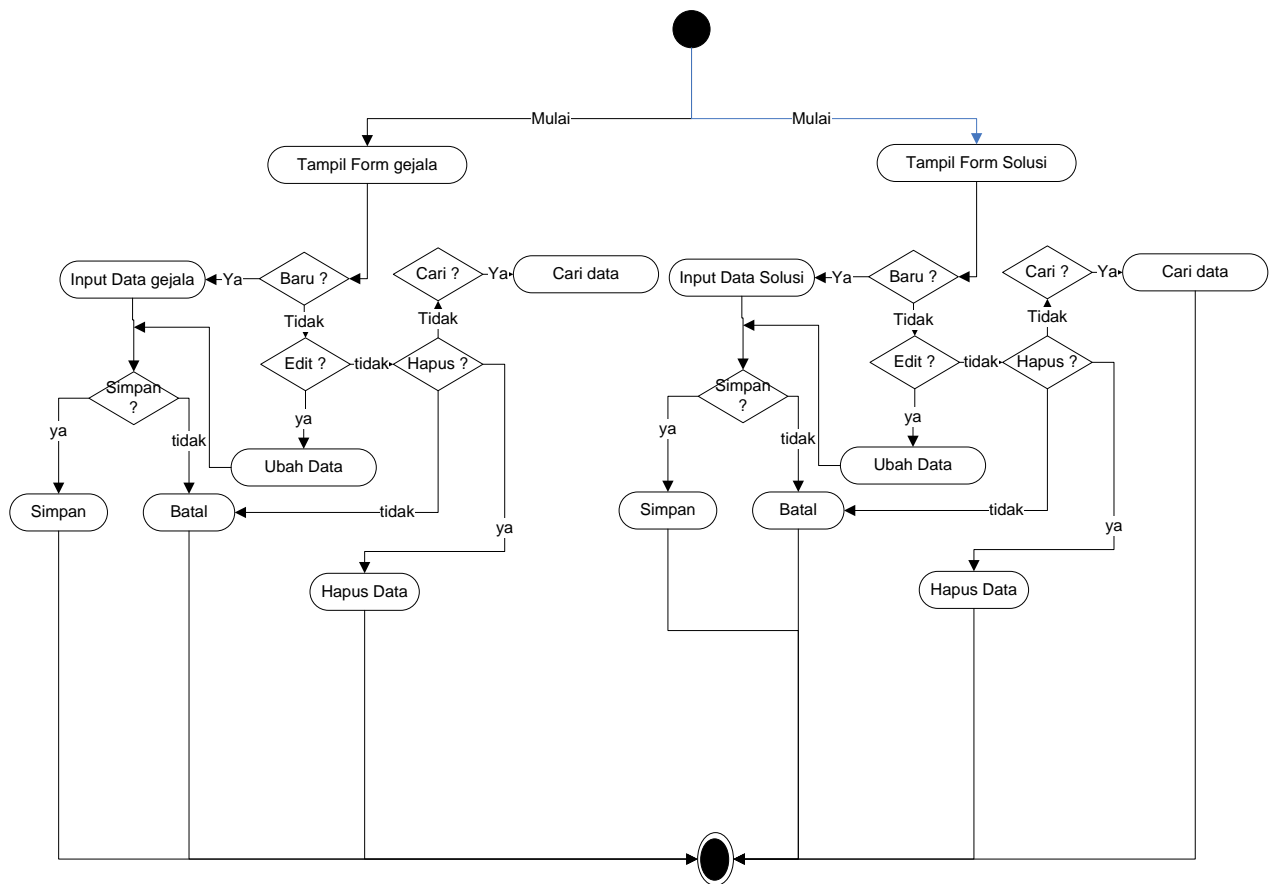 Mulai
Mulai
Tampil Form gejala
Tampil Form Solusi
Input Data gejala
Ya
Baru ?
Cari ?
Ya
Cari data
Input Data Solusi
Ya
Baru ?
Cari ?
Ya
Cari data
Tidak
Tidak
Tidak
Tidak
Edit ?
tidak
Hapus ?
Edit ?
tidak
Hapus ?
Simpan
?
Simpan
?
ya
tidak
ya
ya
tidak
ya
Ubah Data
Ubah Data
Simpan
Batal
tidak
ya
Simpan
Batal
tidak
ya
Hapus Data
Hapus Data